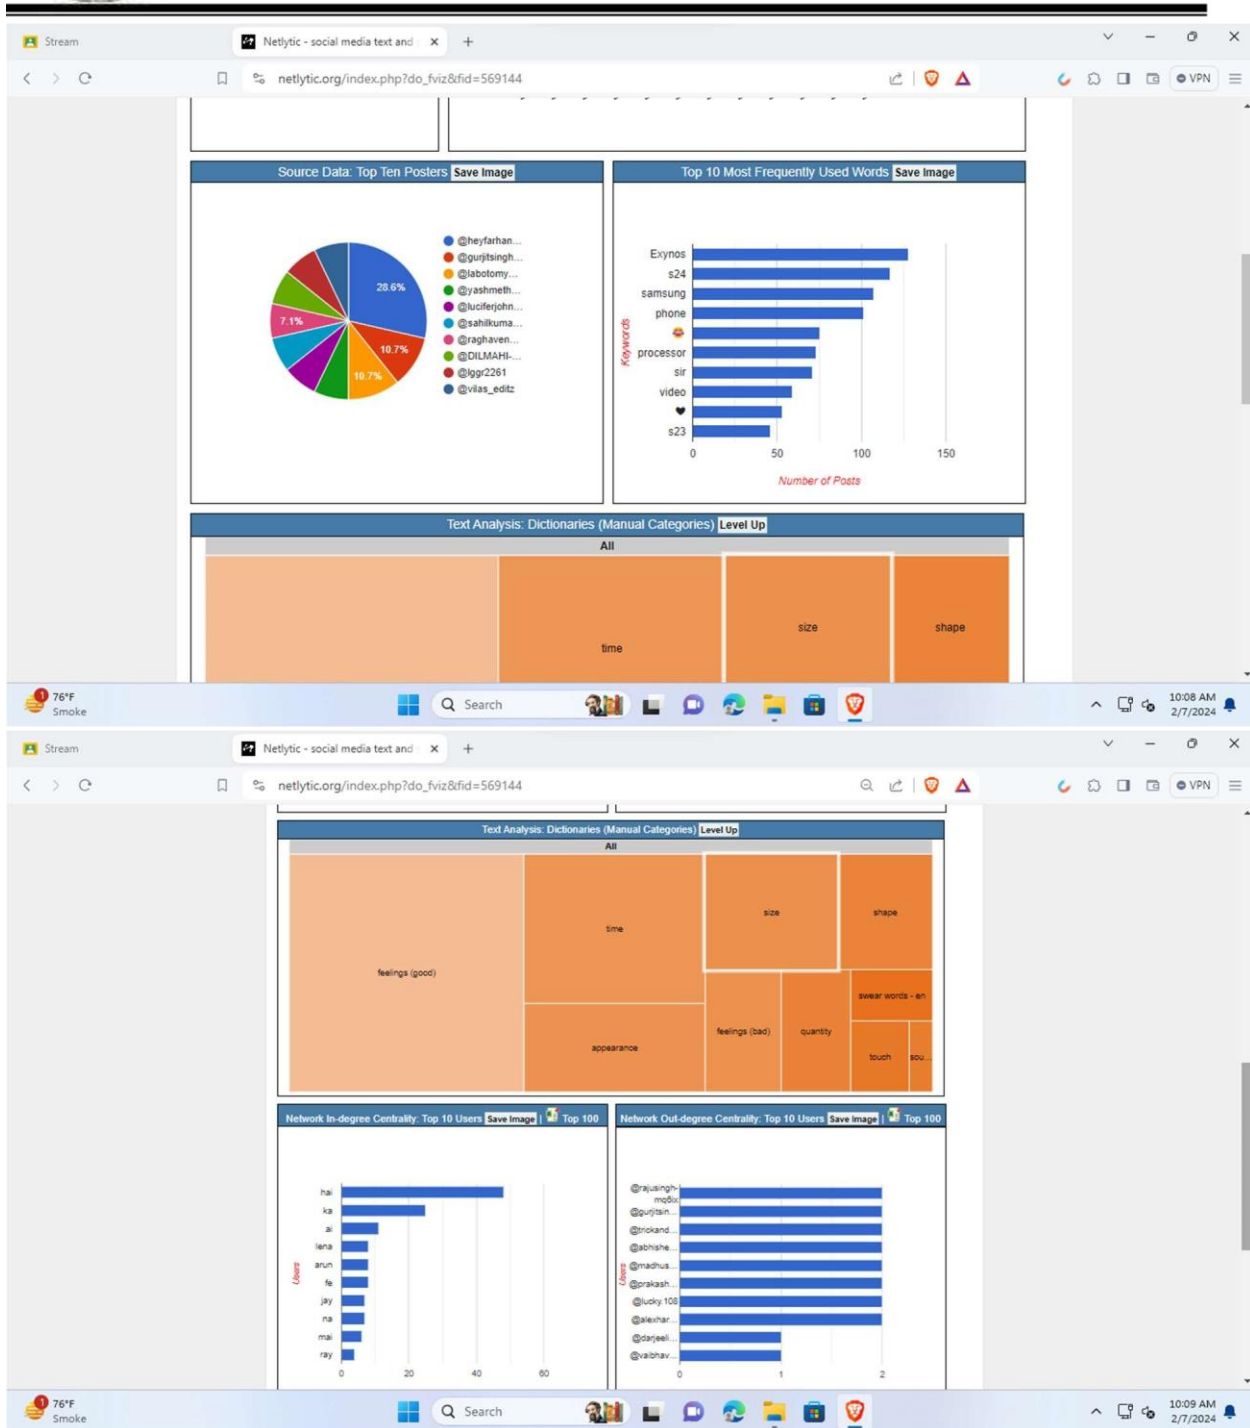 Stream
Netlytic - social media text and
netlytic.org/index.php?do_fviz&fid=569144
VPN
Source Data: Top Ten Posters Save Image
28.6%
10.7%
10.7%
7.1%
@heyfarhan...
@gurjitsingh...
@labotomy...
@yashmeth...
@luciferjohn...
@sahilkuma...
@raghaven...
@DILMAHI-...
@lggr2261
@vilas_editz
Top 10 Most Frequently Used Words Save Image
Keywords
Exynos
s24
samsung
phone
😂
processor
sir
video
♥
s23
0 50 100 150
Number of Posts
Text Analysis: Dictionaries (Manual Categories) Level Up
All
time
size
shape
1
76°F
Smoke
Search
10:08 AM
2/7/2024
Stream
Netlytic - social media text and
netlytic.org/index.php?do_fviz&fid=569144
VPN
Text Analysis: Dictionaries (Manual Categories) Level Up
All
feelings (good)
time
appearance
size
shape
feelings (bad)
quantity
swear words - en
touch
sou...
Network In-degree Centrality: Top 10 Users Save Image | Top 100
Users
hai
ka
ai
lena
arun
fe
jay
na
mai
ray
0 20 40 60
Network Out-degree Centrality: Top 10 Users Save Image | Top 100
Users
@rajusingh-
mq6ix
@gurjitsin...
@trickand...
@abhishe...
@madhus...
@prakash...
@lucky.108
@alexhar...
@darjeeli...
@vaibhav...
0 1 2
1
76°F
Smoke
Search
10:09 AM
2/7/2024